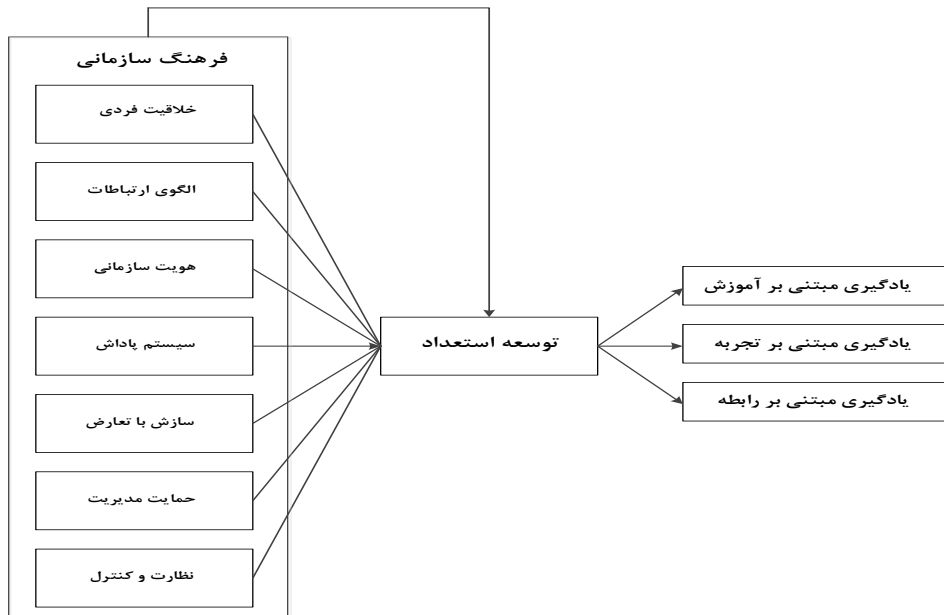 فرهنگ سازمانی
خلاقیت فردی
الگوی ارتباطات
هویت سازمانی
سیستم پاداش
سازش با تعارض
حمایت مدیریت
نظارت و کنترل
توسعه استعداد
یادگیری مبتنی بر آموزش
یادگیری مبتنی بر تجربه
یادگیری مبتنی بر رابطه